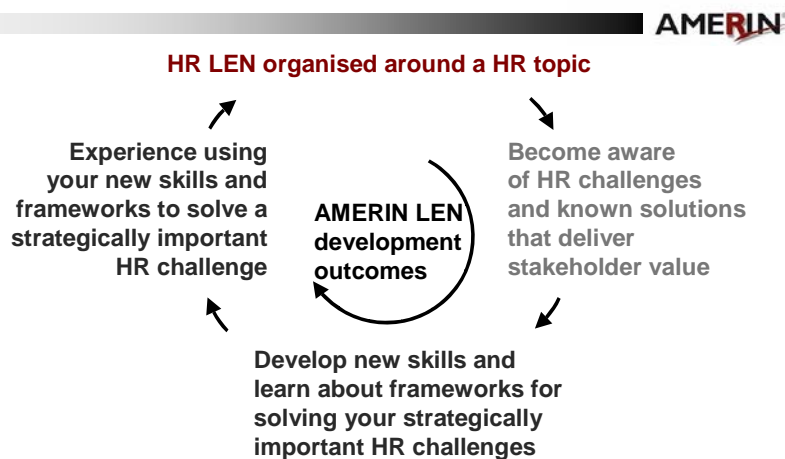 AMERIN
HR LEN organised around a HR topic
Experience using
your new skills and
frameworks to solve a
strategically important
HR challenge
AMERIN LEN
development
outcomes
Become aware
of HR challenges
and known solutions
that deliver
stakeholder value
Develop new skills and
learn about frameworks for
solving your strategically
important HR challenges